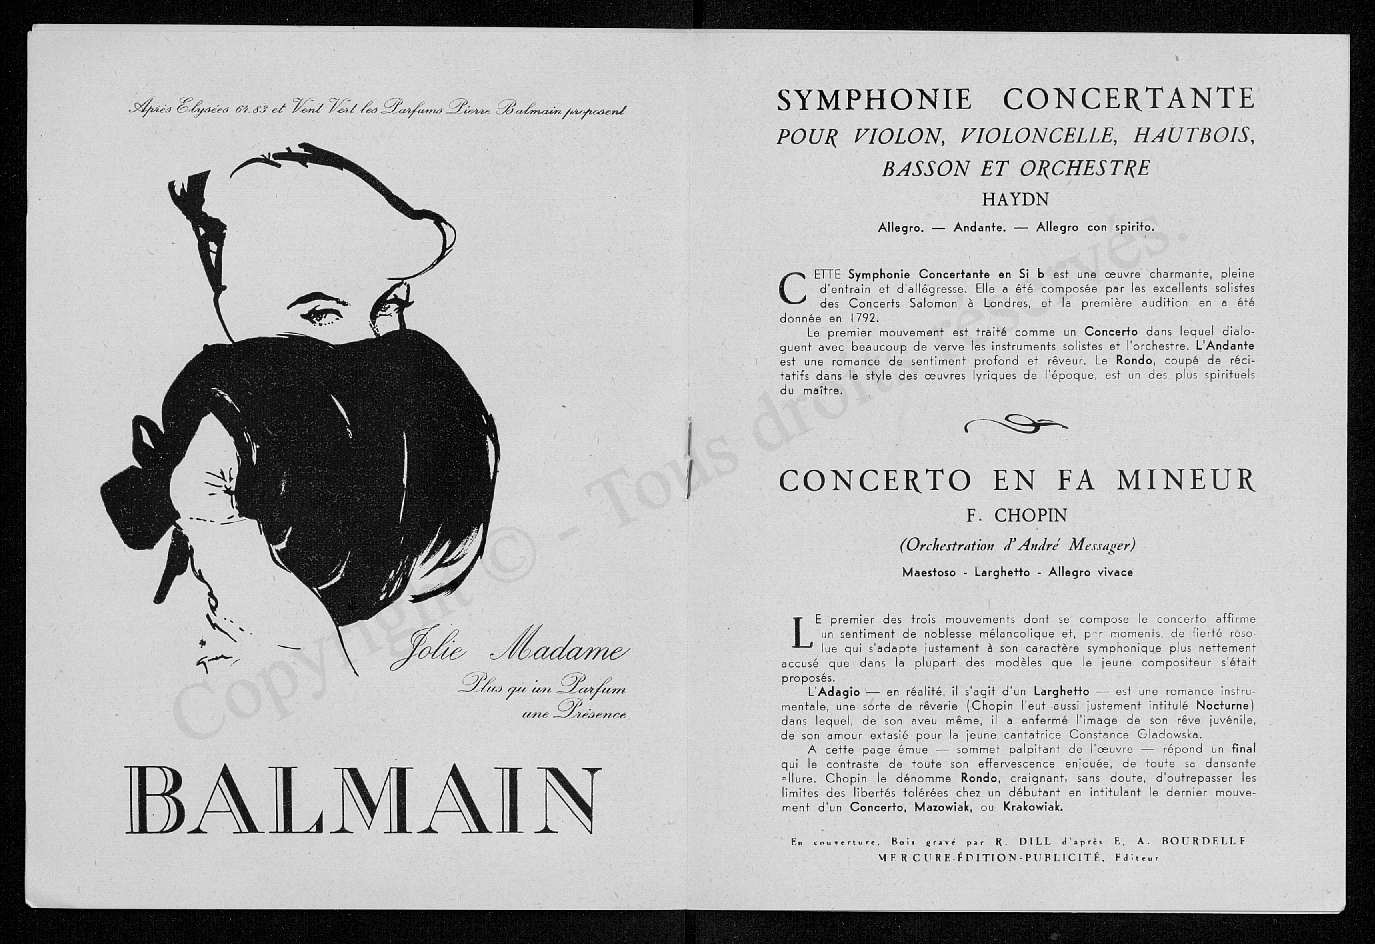 Après Elysées 64.83 et Vent Vert les Parfums Pierre Balmain proposent
Jolie Madame
Plus qu'un Parfum
une Présence
BALMAIN
SYMPHONIE CONCERTANTE
POUR VIOLON, VIOLONCELLE, HAUTBOIS,
BASSON ET ORCHESTRE
HAYDN
Allegro. — Andante. — Allegro con spirito.
CETTE Symphonie Concertante en Si b est une œuvre charmante, pleine
d'entrain et d'allégresse. Elle a été composée par les excellents solistes
des Concerts Salomon à Londres, et la première audition en a été
donnée en 1792.
Le premier mouvement est traité comme un Concerto dans lequel dialo-
guent avec beaucoup de verve les instruments solistes et l'orchestre. L'Andante
est une romance de sentiment profond et rêveur. Le Rondo, coupé de réci-
tatifs dans le style des œuvres lyriques de l'époque, est un des plus spirituels
du maître.
CONCERTO EN FA MINEUR
F. CHOPIN
(Orchestration d'André Messager)
Maestoso - Larghetto - Allegro vivace
LE premier des trois mouvements dont se compose le concerto affirme
un sentiment de noblesse mélancolique et, par moments, de fierté réso-
lue qui s'adapte justement à son caractère symphonique plus nettement
accusé que dans la plupart des modèles que le jeune compositeur s'était
proposés.
L'Adagio — en réalité, il s'agit d'un Larghetto — est une romance instru-
mentale, une sorte de rêverie (Chopin l'eut aussi justement intitulé Nocturne)
dans lequel, de son aveu même, il a enfermé l'image de son rêve juvénile,
de son amour extasié pour la jeune cantatrice Constance Gladowska.
A cette page émue — sommet palpitant de l'œuvre — répond un final
qui le contraste de toute son effervescence enjouée, de toute sa dansante
allure. Chopin le dénomme Rondo, craignant, sans doute, d'outrepasser les
limites des libertés tolérées chez un débutant en intitulant le dernier mouve-
ment d'un Concerto, Mazowiak, ou Krakowiak.
En couverture, Bois gravé par R. DILL d'après E. A. BOURDELLE
MERCURE-ÉDITION-PUBLICITÉ, Editeur
Copyright © - Tous droits réservés.